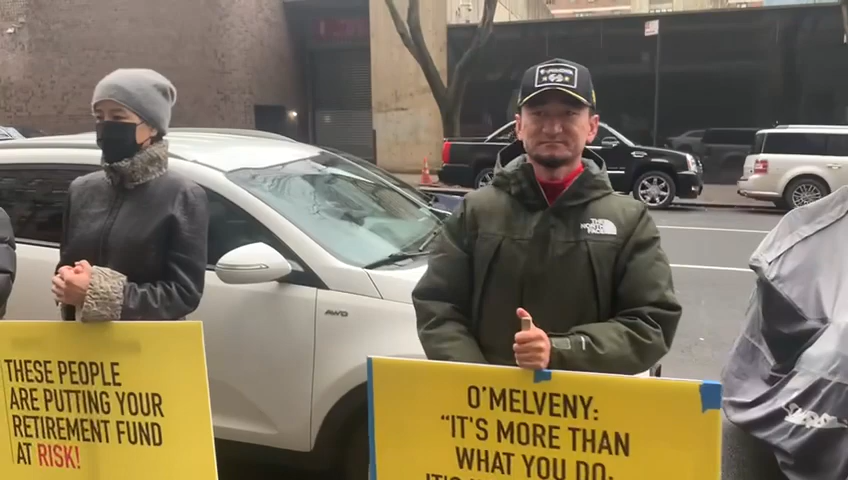 THESE PEOPLE
ARE PUTTING YOUR
RETIREMENT FUND
AT RISK!
AWD
THE
NORTH
FACE
O'MELVENY:
"IT'S MORE THAN
WHAT YOU DO,